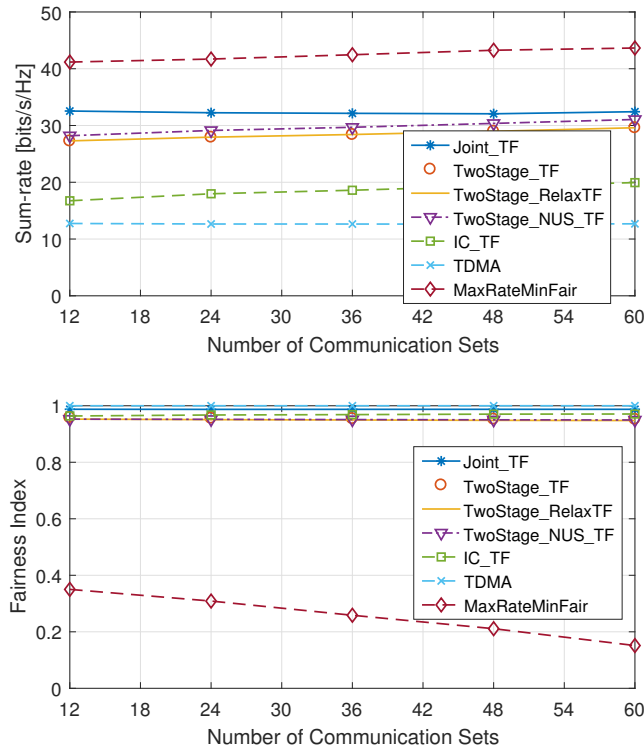 Sum-rate [bits/s/Hz]
50
40
30
20
10
0
12 18 24 30 36 42 48 54 60
Number of Communication Sets
Joint_TF
TwoStage_TF
TwoStage_RelaxTF
TwoStage_NUS_TF
IC_TF
TDMA
MaxRateMinFair
Fairness Index
1
0.8
0.6
0.4
0.2
0
12 18 24 30 36 42 48 54 60
Number of Communication Sets
Joint_TF
TwoStage_TF
TwoStage_RelaxTF
TwoStage_NUS_TF
IC_TF
TDMA
MaxRateMinFair